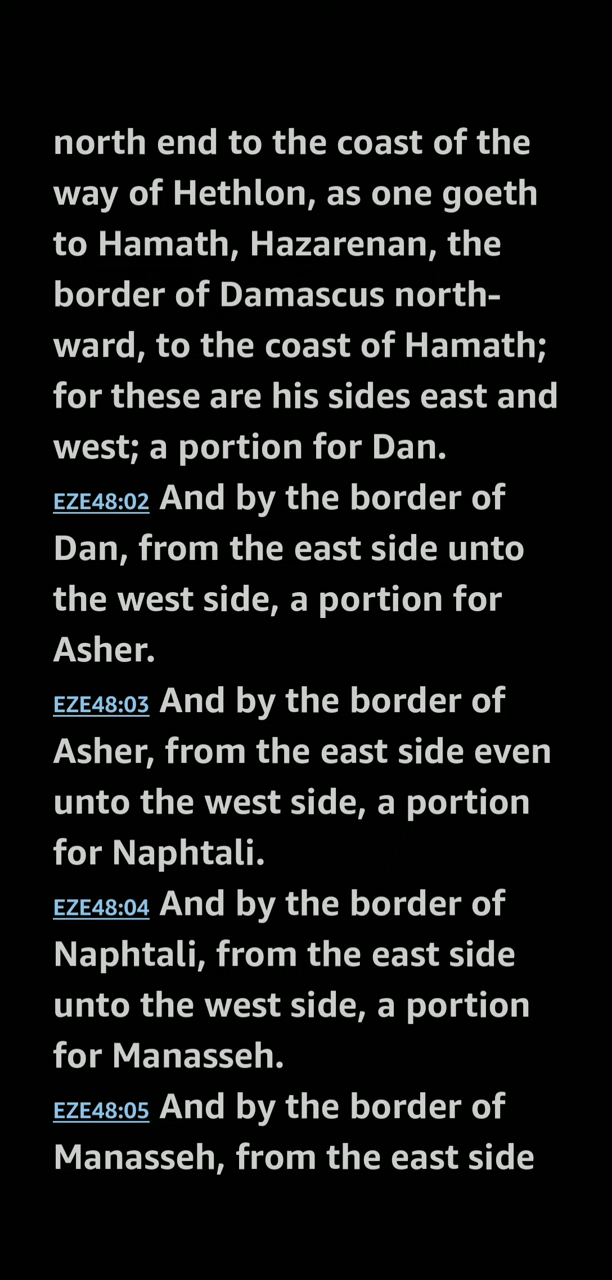 north end to the coast of the
way of Hethlon, as one goeth
to Hamath, Hazarenan, the
border of Damascus north-
ward, to the coast of Hamath;
for these are his sides east and
west; a portion for Dan.
EZE48:02 And by the border of
Dan, from the east side unto
the west side, a portion for
Asher.
EZE48:03 And by the border of
Asher, from the east side even
unto the west side, a portion
for Naphtali.
EZE48:04 And by the border of
Naphtali, from the east side
unto the west side, a portion
for Manasseh.
EZE48:05 And by the border of
Manasseh, from the east side